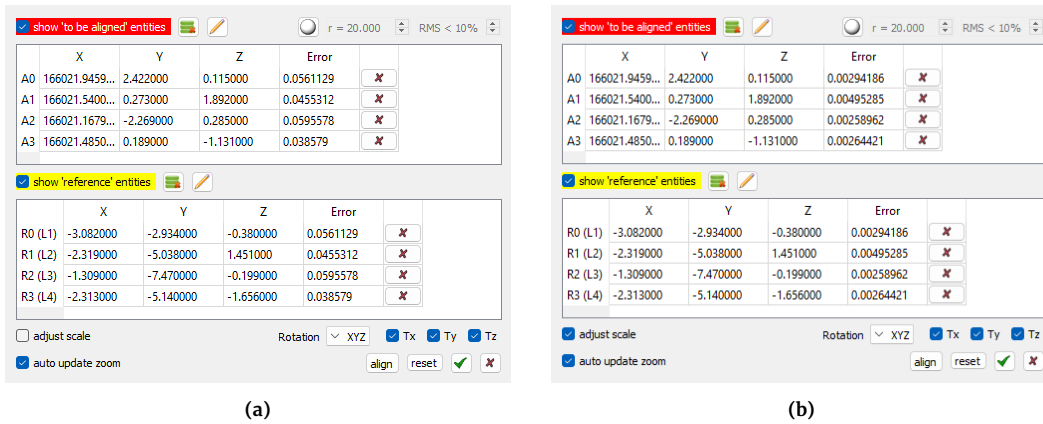 show 'to be aligned' entities r = 20.000 RMS < 10%
X Y Z Error
A0 166021.9459... 2.422000 0.115000 0.0561129
A1 166021.5400... 0.273000 1.892000 0.0455312
A2 166021.1679... -2.269000 0.285000 0.0595578
A3 166021.4850... 0.189000 -1.131000 0.038579
show 'reference' entities
X Y Z Error
R0 (L1) -3.082000 -2.934000 -0.380000 0.0561129
R1 (L2) -2.319000 -5.038000 1.451000 0.0455312
R2 (L3) -1.309000 -7.470000 -0.199000 0.0595578
R3 (L4) -2.313000 -5.140000 -1.656000 0.038579
adjust scale Rotation XYZ Tx Ty Tz
auto update zoom align reset
(a)
show 'to be aligned' entities r = 20.000 RMS < 10%
X Y Z Error
A0 166021.9459... 2.422000 0.115000 0.00294186
A1 166021.5400... 0.273000 1.892000 0.00495285
A2 166021.1679... -2.269000 0.285000 0.00258962
A3 166021.4850... 0.189000 -1.131000 0.00264421
show 'reference' entities
X Y Z Error
R0 (L1) -3.082000 -2.934000 -0.380000 0.00294186
R1 (L2) -2.319000 -5.038000 1.451000 0.00495285
R2 (L3) -1.309000 -7.470000 -0.199000 0.00258962
R3 (L4) -2.313000 -5.140000 -1.656000 0.00264421
adjust scale Rotation XYZ Tx Ty Tz
auto update zoom align reset
(b)